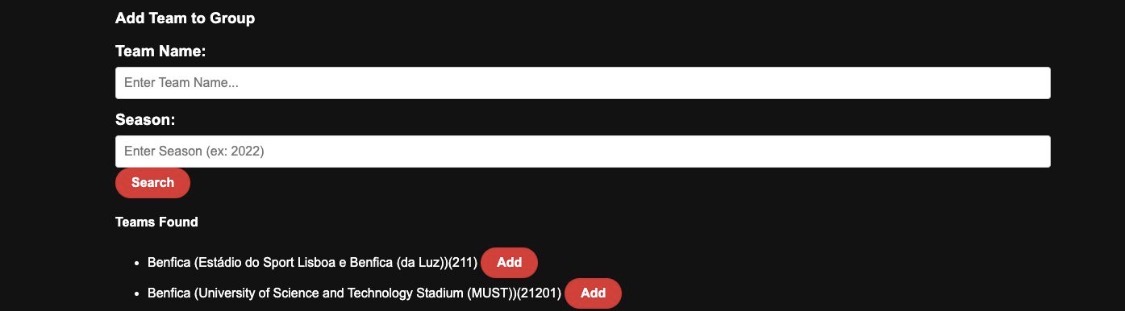 Add Team to Group
Team Name:
Enter Team Name...
Season:
Enter Season (ex: 2022)
Search
Teams Found
• Benfica (Estádio do Sport Lisboa e Benfica (da Luz))(211) Add
• Benfica (University of Science and Technology Stadium (MUST))(21201) Add